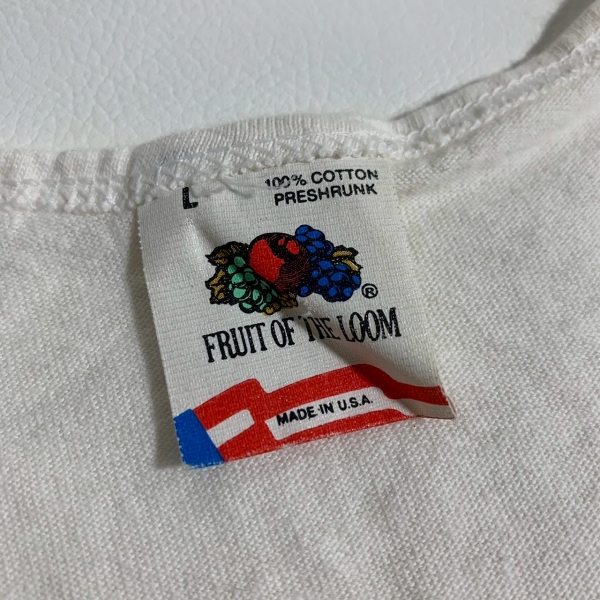 L
100% COTTON
PRESHRUNK
®
FRUIT OF THE LOOM
MADE IN U.S.A.